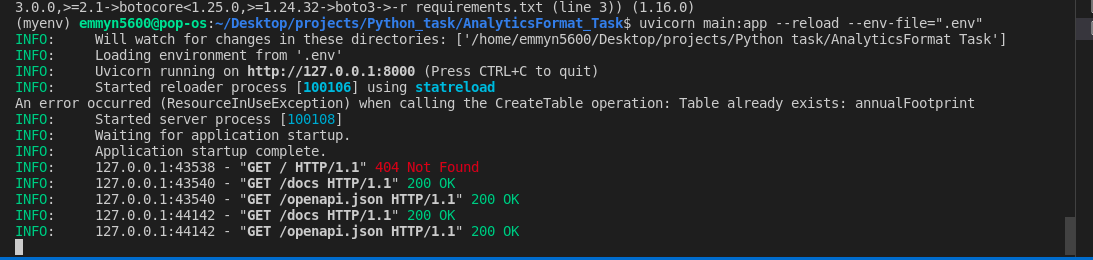 3.0.0,>=2.1->botocore<1.25.0,>=1.24.32->boto3->-r requirements.txt (line 3)) (1.16.0)
(myenv) emmyn5600@pop-os:~/Desktop/projects/Python_task/AnalyticsFormat_Task$ uvicorn main:app --reload --env-file=".env"
INFO:     Will watch for changes in these directories: ['/home/emmyn5600/Desktop/projects/Python task/AnalyticsFormat Task']
INFO:     Loading environment from '.env'
INFO:     Uvicorn running on http://127.0.0.1:8000 (Press CTRL+C to quit)
INFO:     Started reloader process [100106] using statreload
An error occurred (ResourceInUseException) when calling the CreateTable operation: Table already exists: annualFootprint
INFO:     Started server process [100108]
INFO:     Waiting for application startup.
INFO:     Application startup complete.
INFO:     127.0.0.1:43538 - "GET / HTTP/1.1" 404 Not Found
INFO:     127.0.0.1:43540 - "GET /docs HTTP/1.1" 200 OK
INFO:     127.0.0.1:43540 - "GET /openapi.json HTTP/1.1" 200 OK
INFO:     127.0.0.1:44142 - "GET /docs HTTP/1.1" 200 OK
INFO:     127.0.0.1:44142 - "GET /openapi.json HTTP/1.1" 200 OK